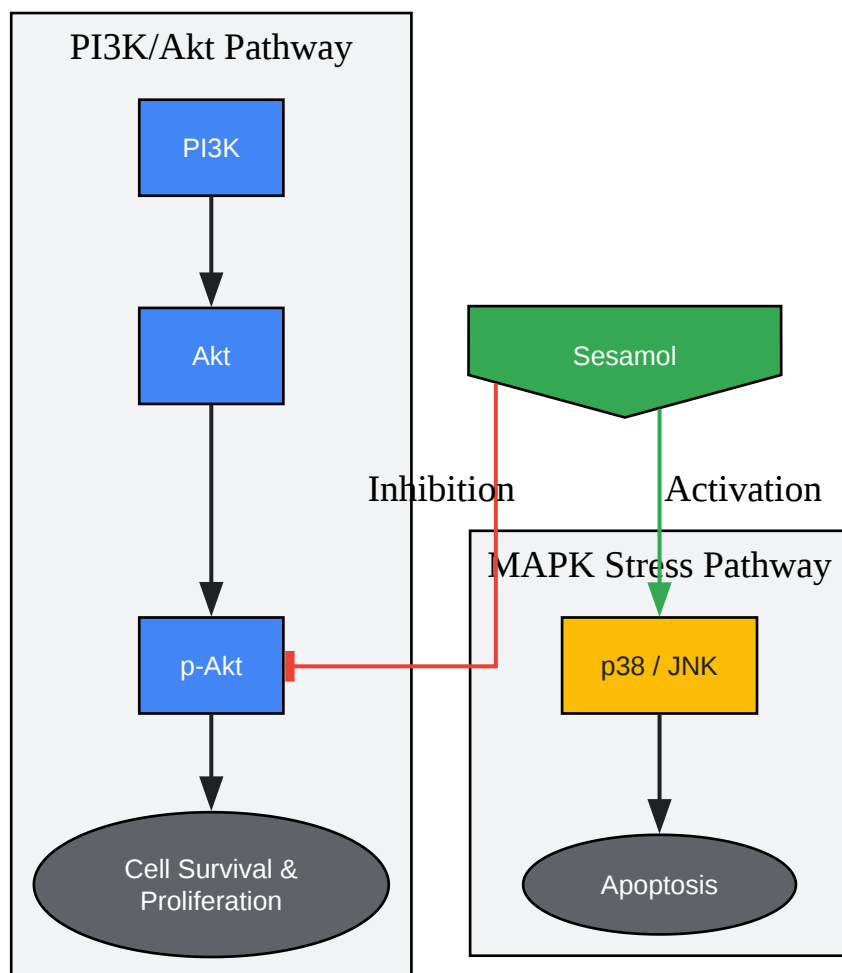 PI3K/Akt Pathway
PI3K
Akt
Sesamol
Inhibition
Activation
MAPK Stress Pathway
p-Akt
p38 / JNK
Cell Survival &
Proliferation
Apoptosis